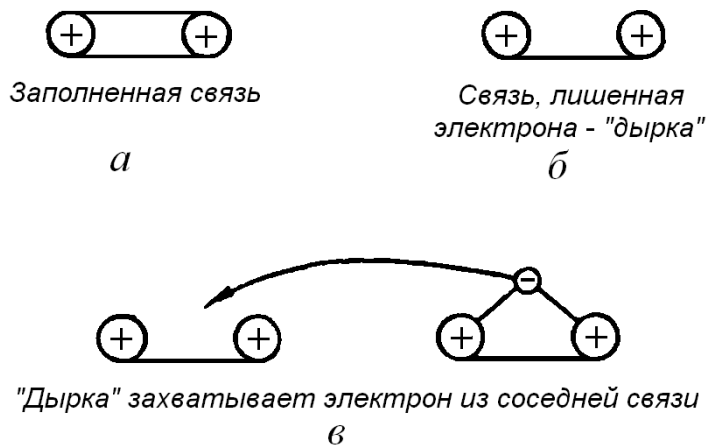 + +
+ +
Заполненная связь
Связь, лишенная
электрона - "дырка"
а
б
−
+ +
+ +
"Дырка" захватывает электрон из соседней связи
в